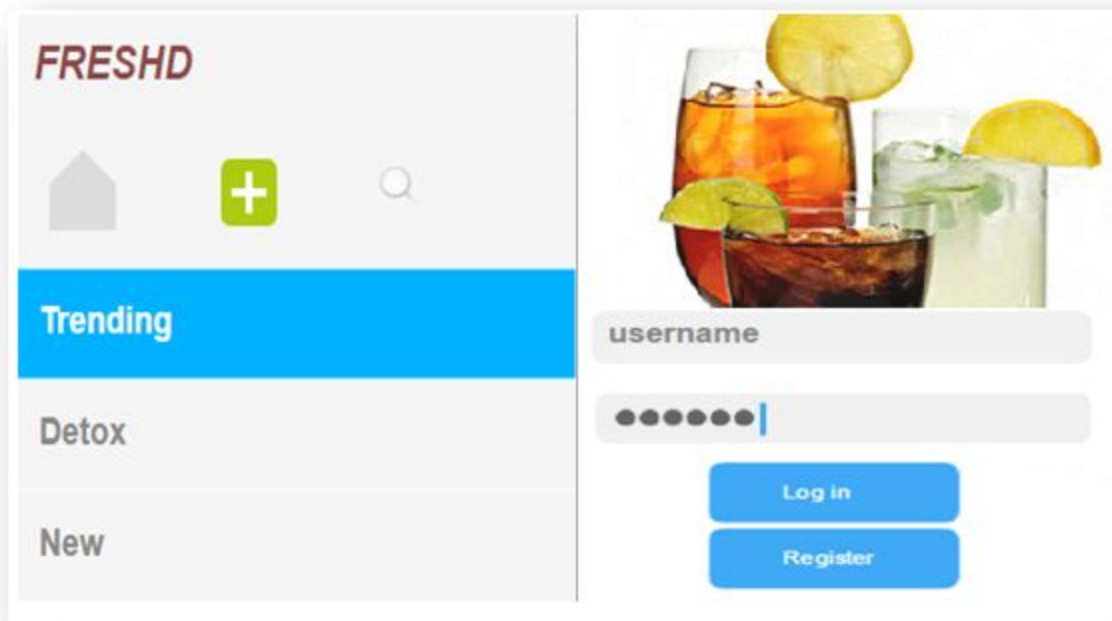 FRESHD
Trending
Detox
New
username
●●●●●●
Log in
Register